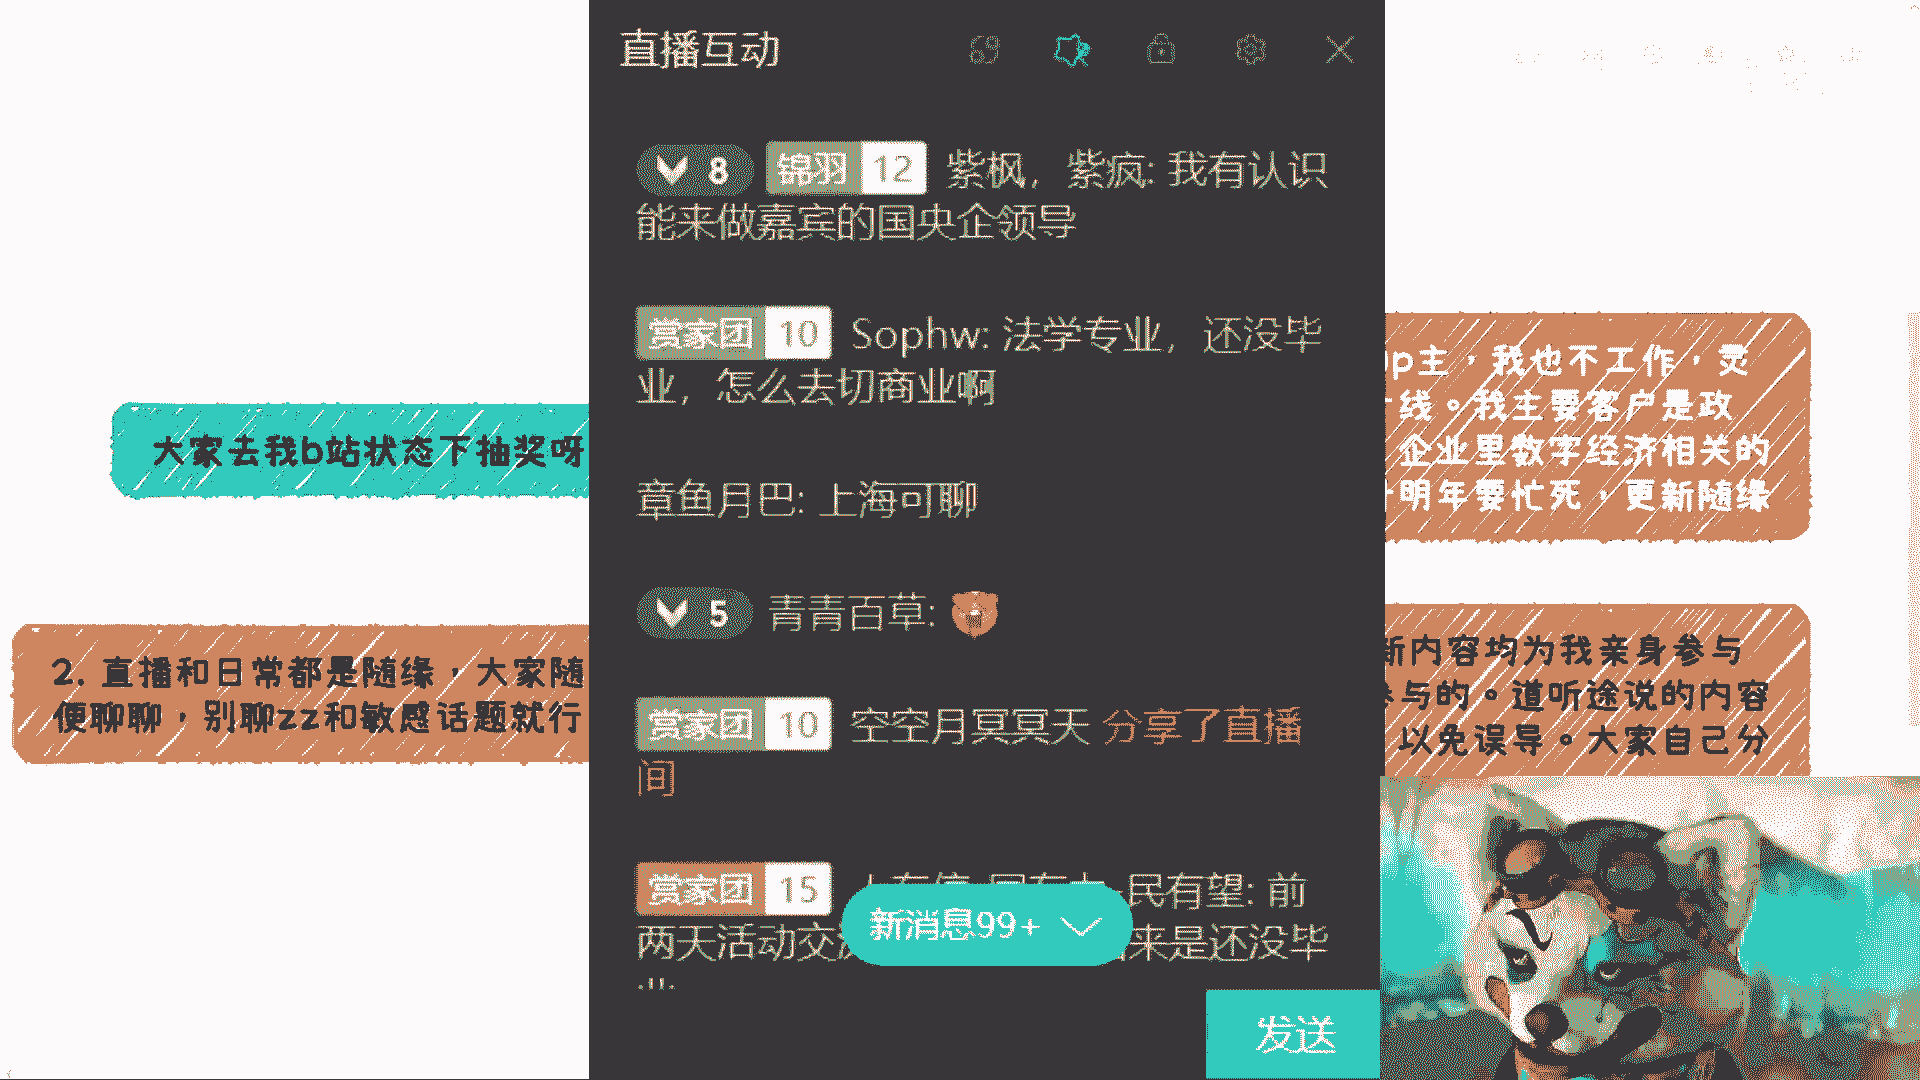 直播互动
8 锦羽 12 紫枫，紫疯: 我有认识
能来做嘉宾的国央企领导
赏家团 10 Sophw: 法学专业，还没毕
业，怎么去切商业啊
章鱼月巴: 上海可聊
5 青青百草:
赏家团 10 空空月冥冥天 分享了直播
间
赏家团 15 民有望: 前
两天活动交 来是还没毕
新消息99+
发送
大家去我b站状态下抽奖呀
2. 直播和日常都是随缘，大家随
便聊聊，别聊zz和敏感话题就行
p主，我也不工作，灵
线。我主要客户是政
企业里数字经济相关的
明年要忙死，更新随缘
新内容均为我亲身参与
参与的。道听途说的内容
以免误导。大家自己分